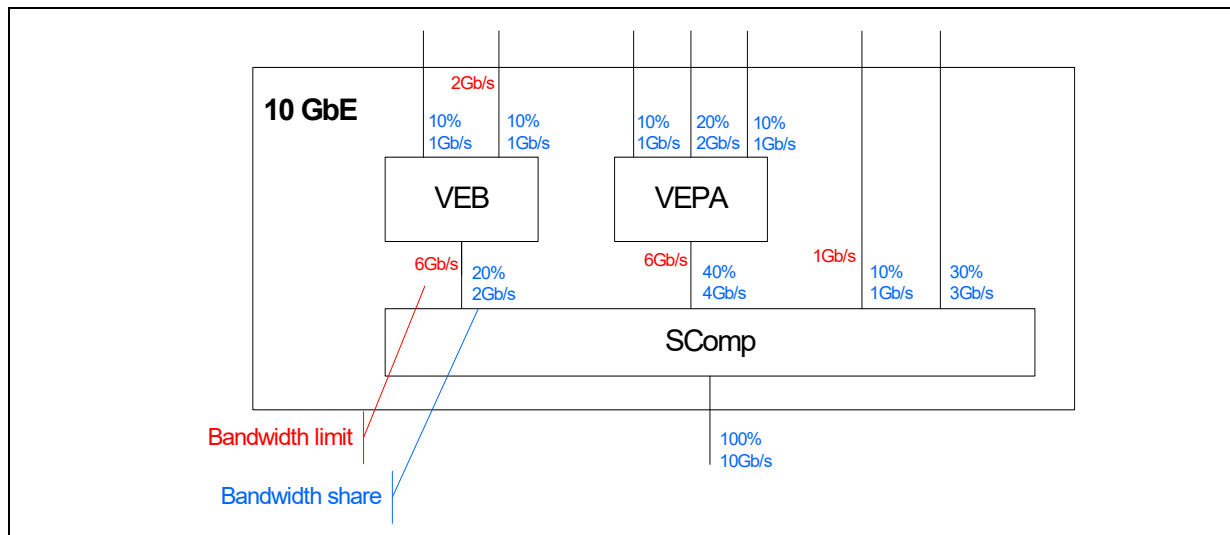 10 GbE
2Gb/s
10%
1Gb/s
10%
1Gb/s
10%
1Gb/s
20%
2Gb/s
10%
1Gb/s
VEB
VEPA
6Gb/s
20%
2Gb/s
6Gb/s
40%
4Gb/s
1Gb/s
10%
1Gb/s
30%
3Gb/s
SComp
Bandwidth limit
100%
10Gb/s
Bandwidth share